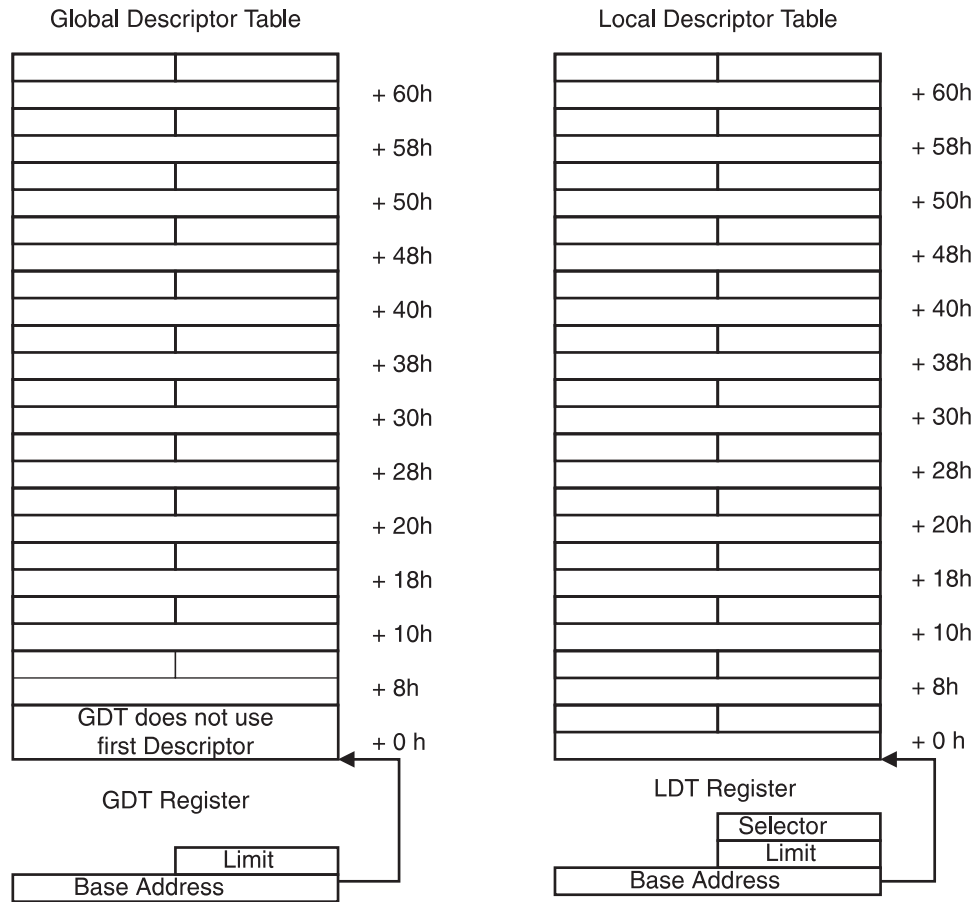 Global Descriptor Table
+ 60h
+ 58h
+ 50h
+ 48h
+ 40h
+ 38h
+ 30h
+ 28h
+ 20h
+ 18h
+ 10h
+ 8h
GDT does not use
first Descriptor
+ 0 h
GDT Register
Limit
Base Address
Local Descriptor Table
+ 60h
+ 58h
+ 50h
+ 48h
+ 40h
+ 38h
+ 30h
+ 28h
+ 20h
+ 18h
+ 10h
+ 8h
+ 0 h
LDT Register
Selector
Limit
Base Address